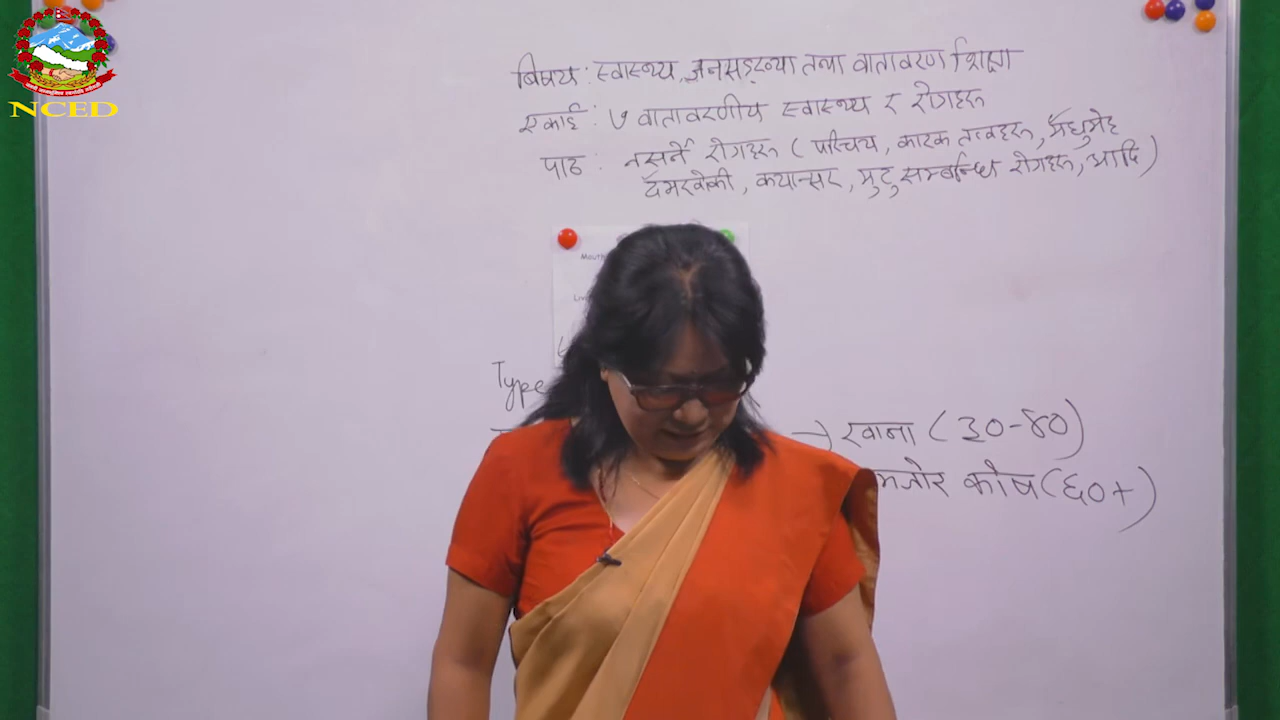 NCED
विषय : स्वास्थ्य, जनसङ्ख्या तथा वातावरण शिक्षा
एकाई : ७ वातावरणीय स्वास्थ्य र रोगहरू
पाठ : नसर्ने रोगहरू ( परिचय, कारक तत्वहरू, मधुमेह
दमखोकी, क्यान्सर, मुटु सम्बन्धि रोगहरू, आदि )
Type
→ खाना ( ३०-४० )
कोष ( ६०+ )